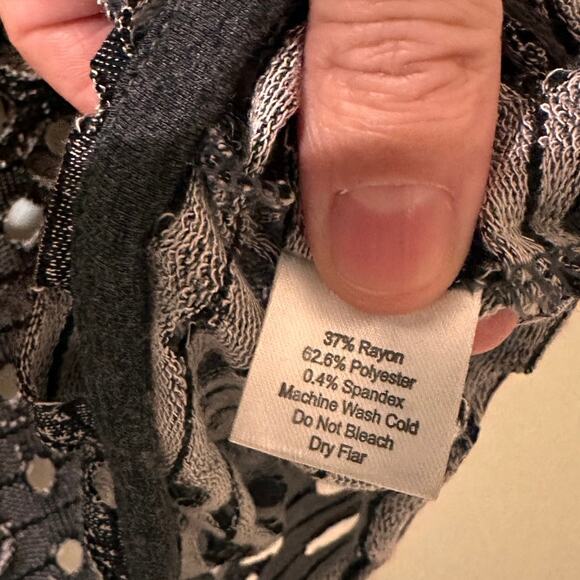 37% Rayon
62.6% Polyester
0.4% Spandex
Machine Wash Cold
Do Not Bleach
Dry Flar